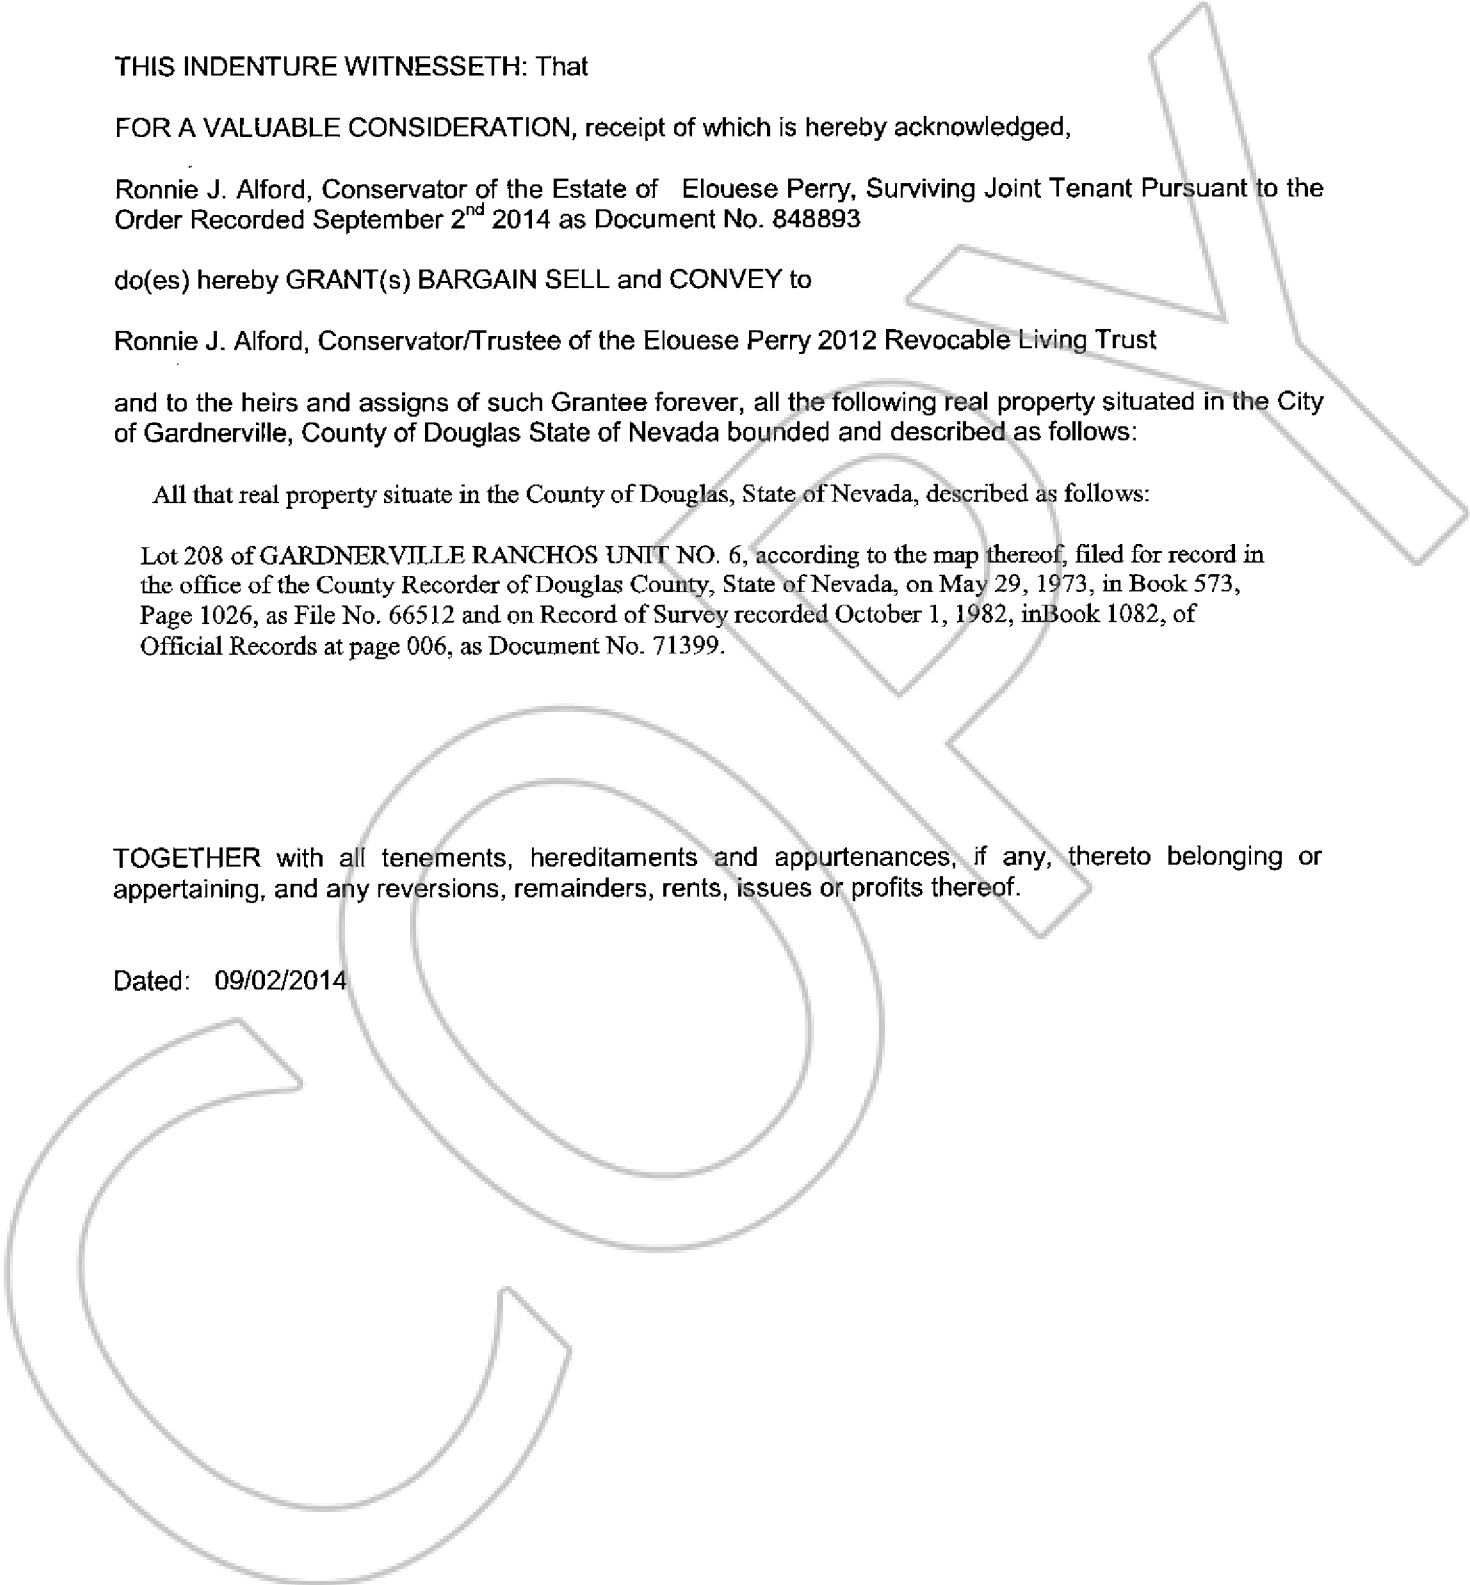 THIS INDENTURE WITNESSETH: That
FOR A VALUABLE CONSIDERATION, receipt of which is hereby acknowledged,
Ronnie J. Alford, Conservator of the Estate of Elouese Perry, Surviving Joint Tenant Pursuant to the
Order Recorded September 2nd 2014 as Document No. 848893
do(es) hereby GRANT(s) BARGAIN SELL and CONVEY to
Ronnie J. Alford, Conservator/Trustee of the Elouese Perry 2012 Revocable Living Trust
and to the heirs and assigns of such Grantee forever, all the following real property situated in the City
of Gardnerville, County of Douglas State of Nevada bounded and described as follows:
All that real property situate in the County of Douglas, State of Nevada, described as follows:
Lot 208 of GARDNERVILLE RANCHOS UNIT NO. 6, according to the map thereof, filed for record in
the office of the County Recorder of Douglas County, State of Nevada, on May 29, 1973, in Book 573,
Page 1026, as File No. 66512 and on Record of Survey recorded October 1, 1982, inBook 1082, of
Official Records at page 006, as Document No. 71399.
TOGETHER with all tenements, hereditaments and appurtenances, if any, thereto belonging or
appertaining, and any reversions, remainders, rents, issues or profits thereof.
Dated: 09/02/2014
COPY